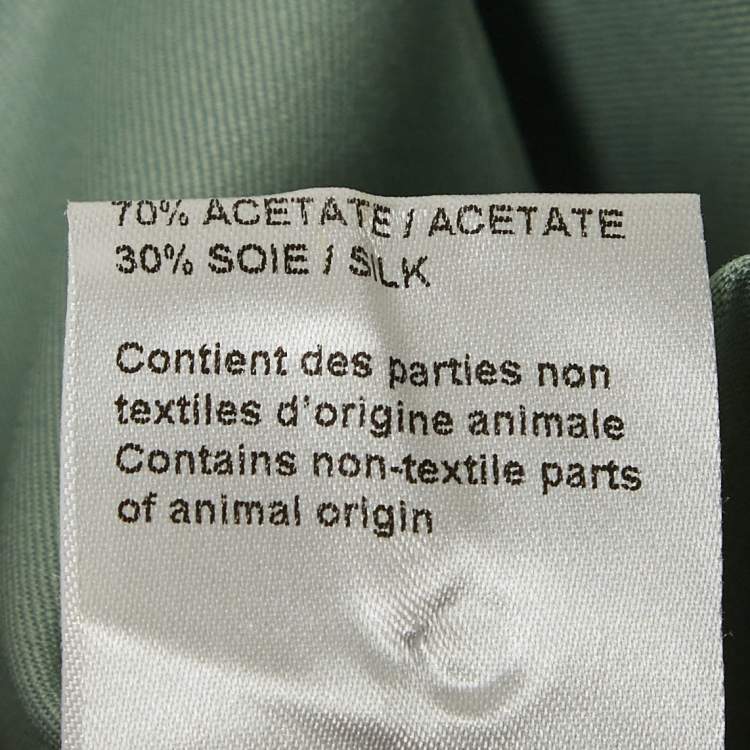 70% ACETATE / ACETATE
30% SOIE / SILK
Contient des parties non
textiles d'origine animale
Contains non-textile parts
of animal origin